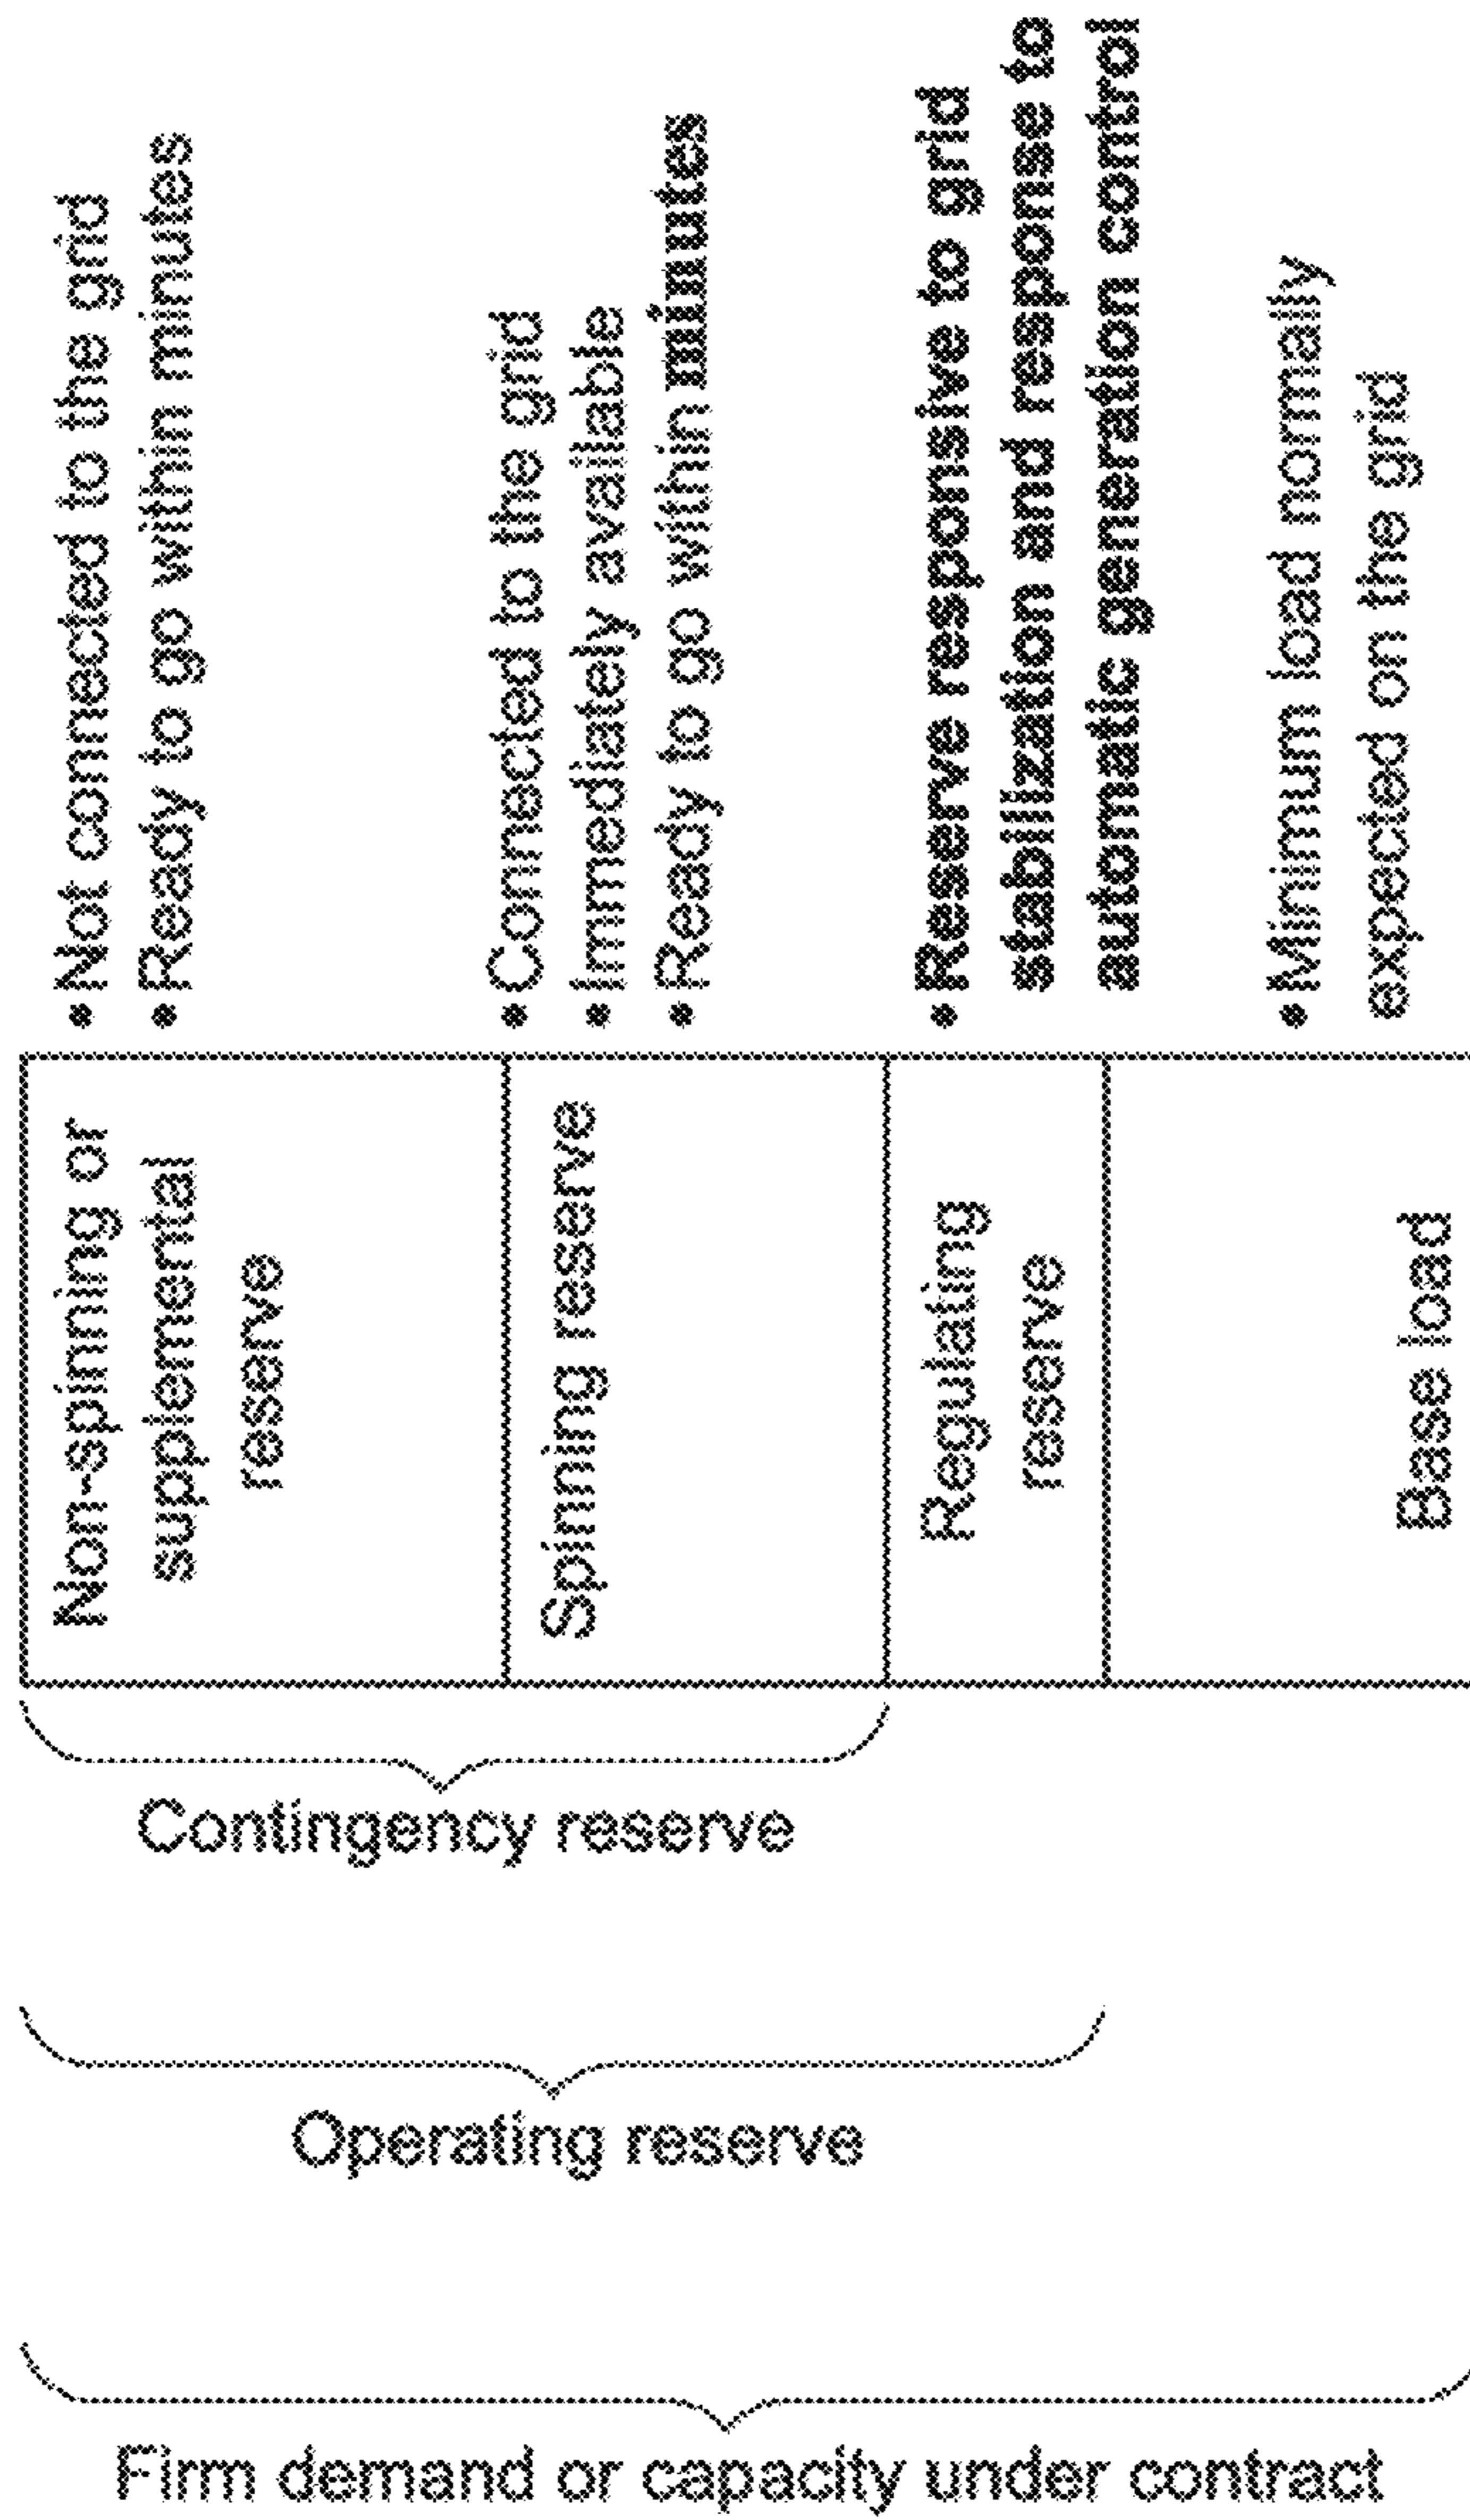 Non-spinning or
supplemental
reserve
• Not connected to the grid
• Ready to go within minutes
Spinning reserve
• Connected to the grid
• Immediately available
• Ready to go within minutes
Regulating
reserve
• Reserve responsive to grid
stabilization and response to
automatic generation control
Base load
• Minimum load normally
expected on the grid
Contingency reserve
Operating reserve
Firm demand or capacity under contract